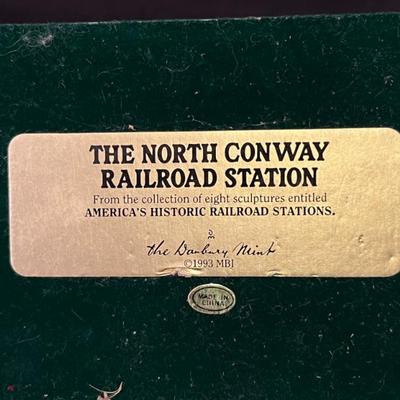 THE NORTH CONWAY
RAILROAD STATION
From the collection of eight sculptures entitled
AMERICA'S HISTORIC RAILROAD STATIONS.
DM
the Danbury Mint
©1993 MBI
MADE IN
CHINA